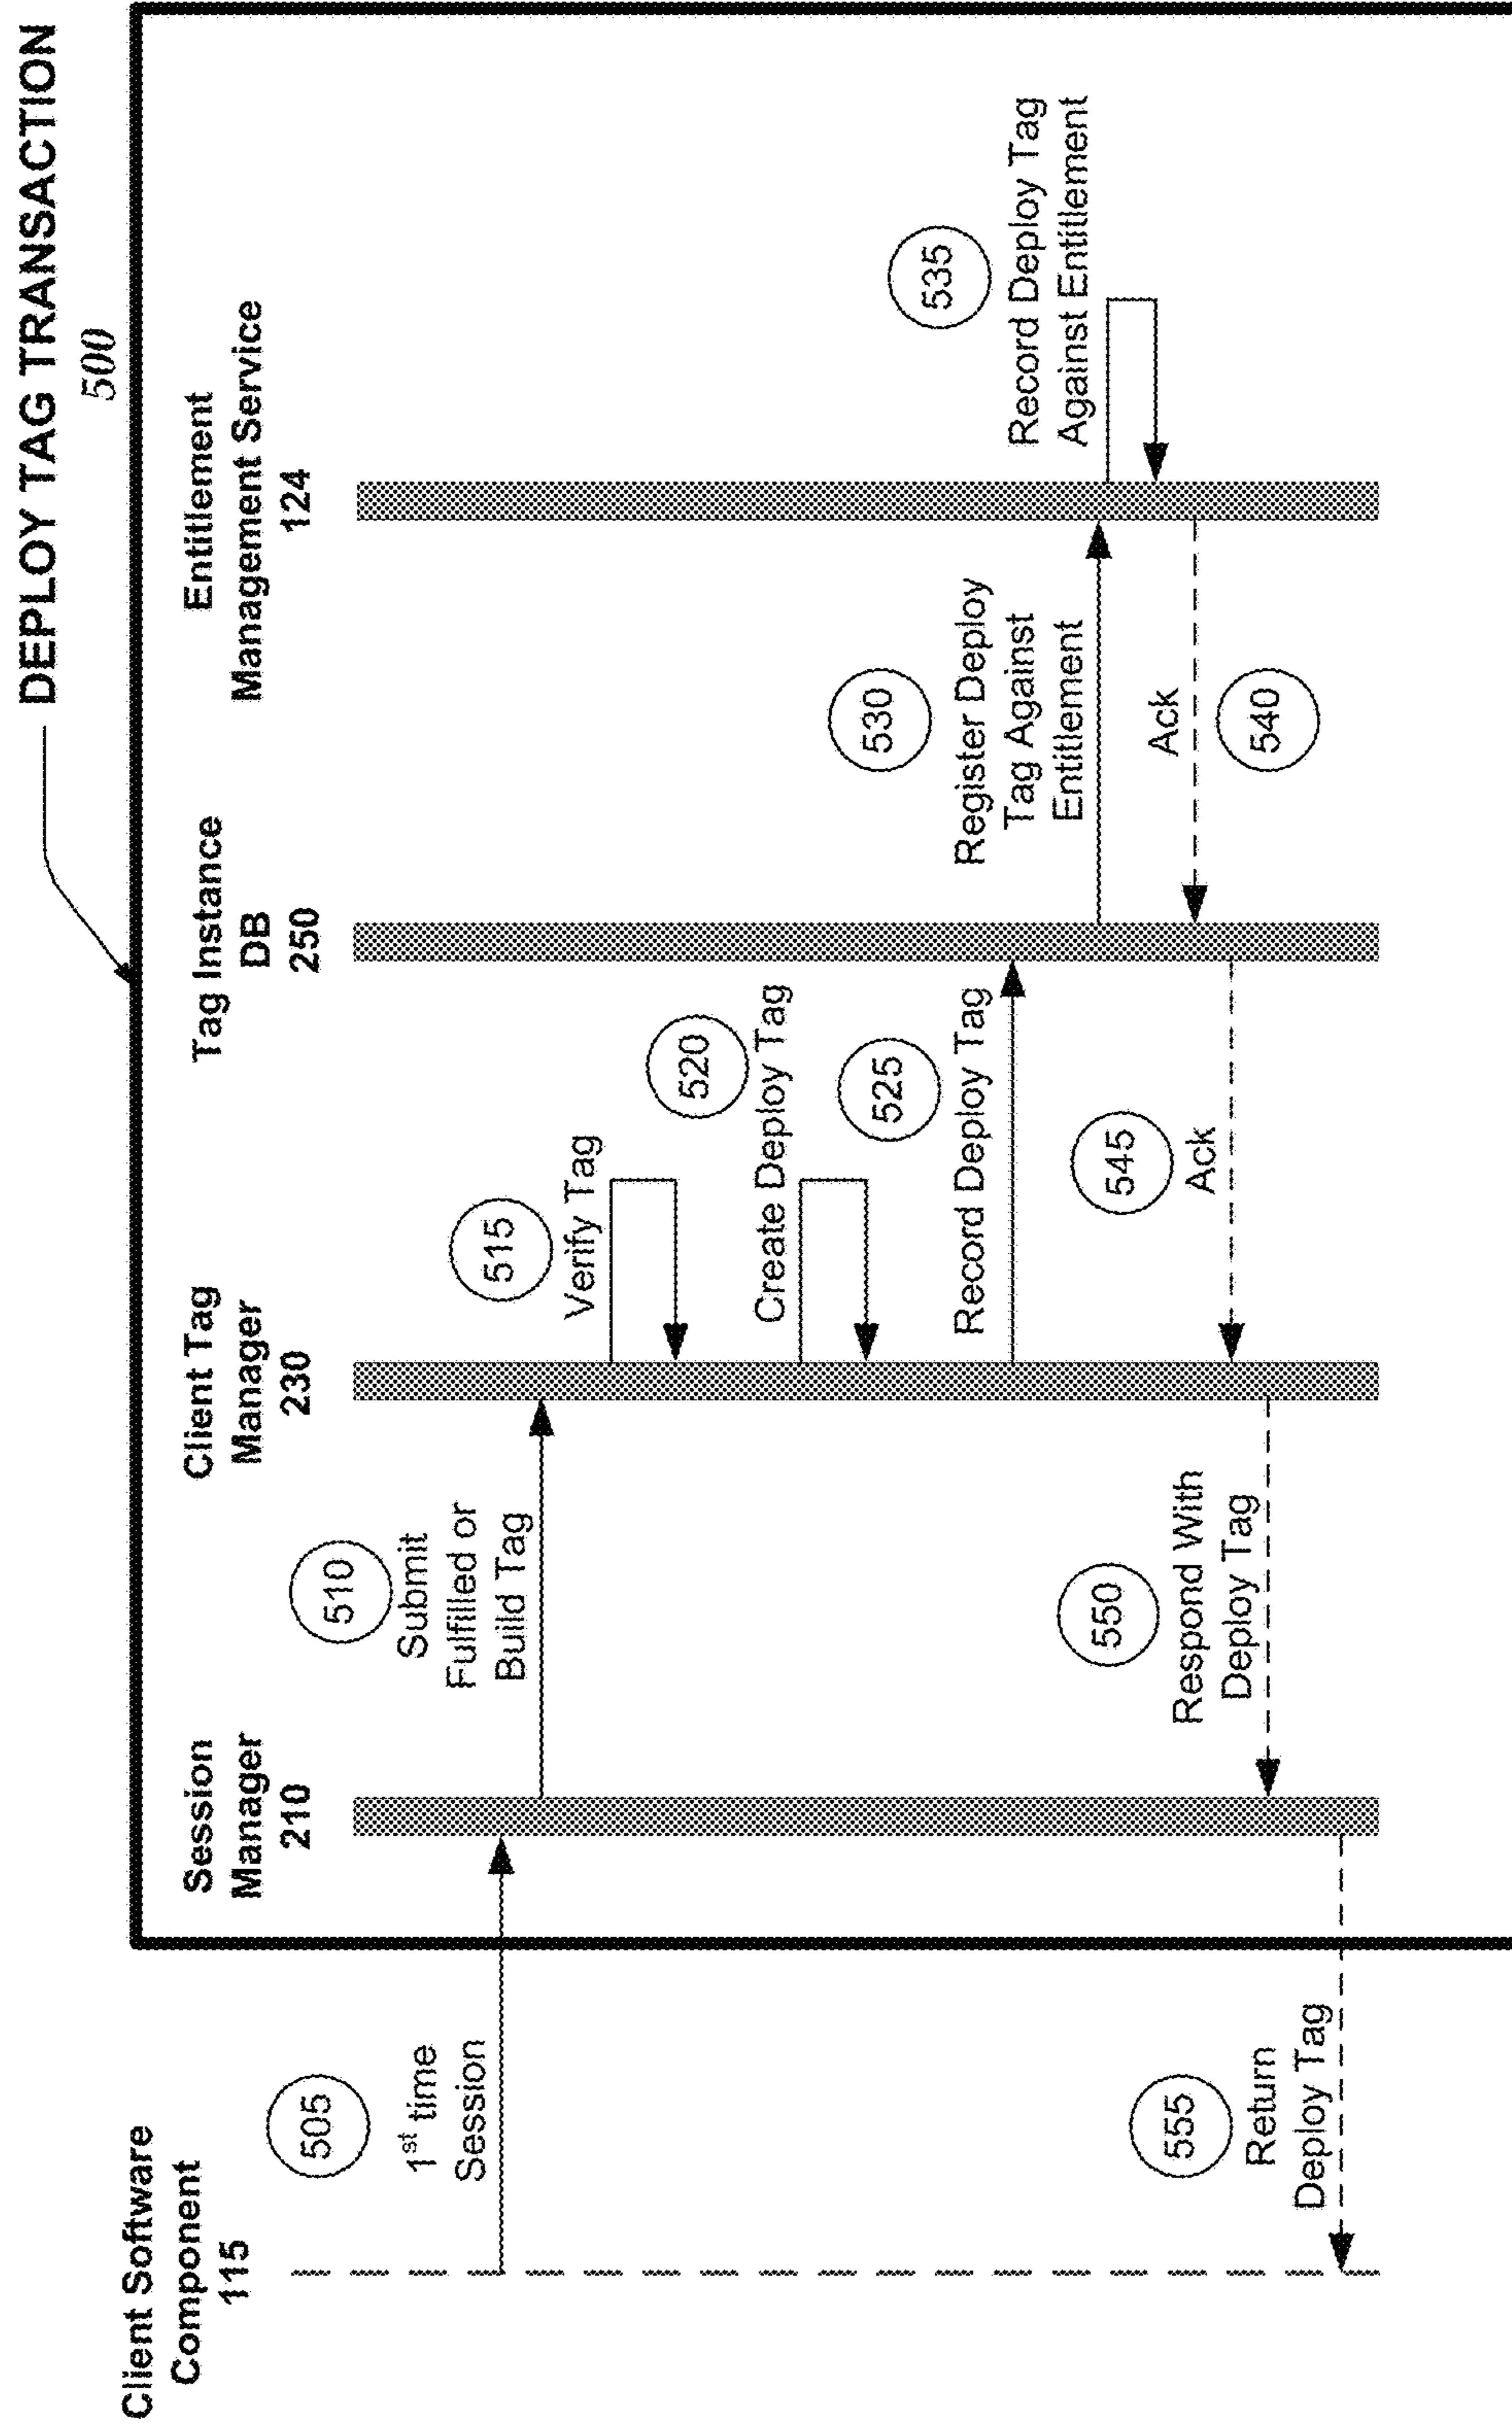 DEPLOY TAG TRANSACTION
500
Client Software
Component
115
Session
Manager
210
Client Tag
Manager
230
Tag Instance
DB
250
Entitlement
Management Service
124
505
1st time
Session
510
Submit
Fulfilled or
Build Tag
515
Verify Tag
520
Create Deploy Tag
525
Record Deploy Tag
530
Register Deploy
Tag Against
Entitlement
535
Record Deploy Tag
Against Entitlement
Ack
540
545
Ack
550
Respond With
Deploy Tag
555
Return
Deploy Tag